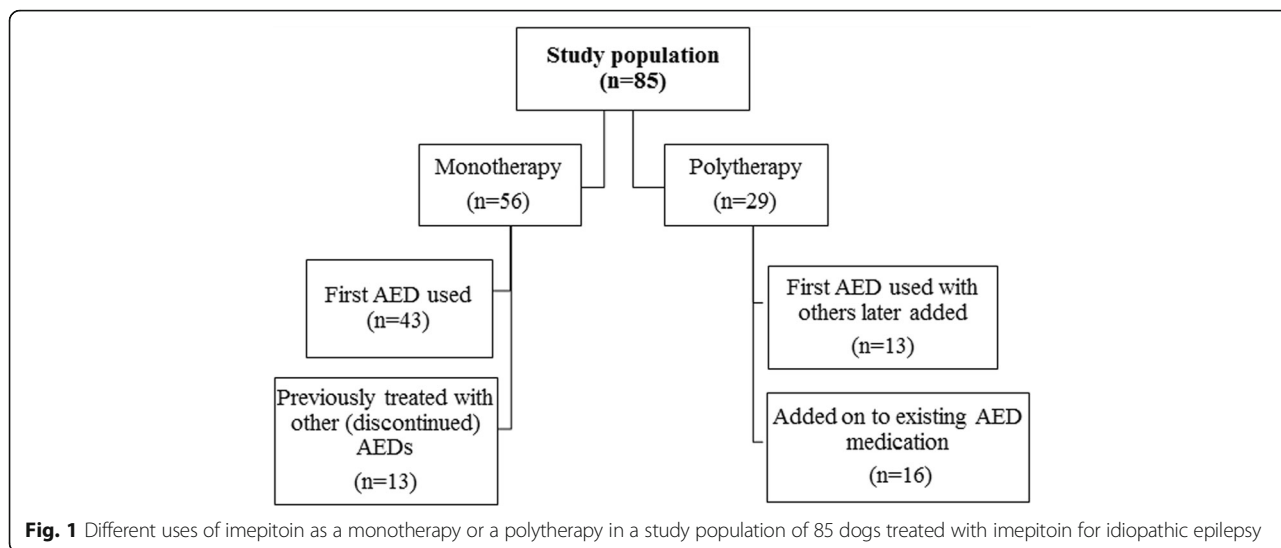 Study population
(n=85)
Monotherapy
(n=56)
Polytherapy
(n=29)
First AED used
(n=43)
First AED used with
others later added
(n=13)
Previously treated with
other (discontinued)
AEDs
(n=13)
Added on to existing AED
medication
(n=16)
Fig. 1 Different uses of imepitoin as a monotherapy or a polytherapy in a study population of 85 dogs treated with imepitoin for idiopathic epilepsy